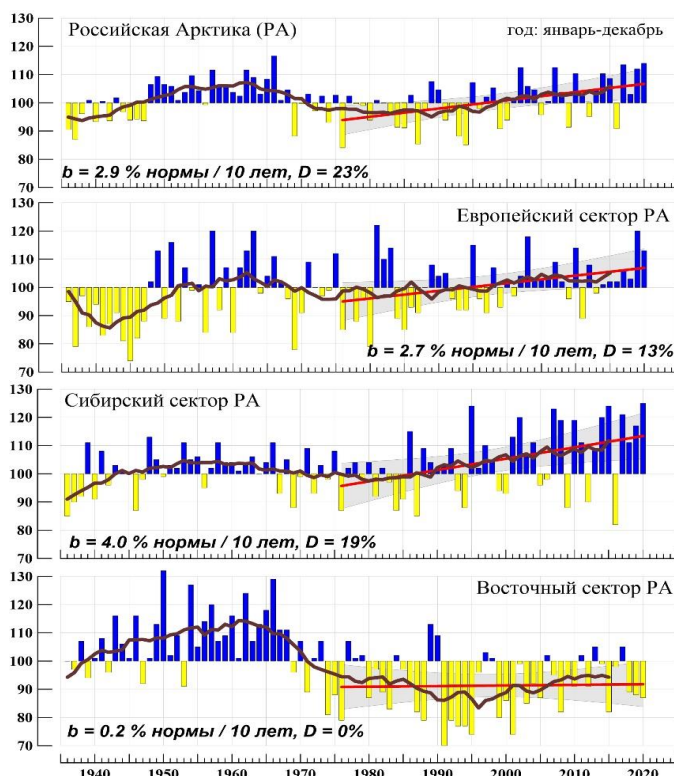 Российская Арктика (РА)
год: январь-декабрь
120
110
100
90
80
70
b = 2.9 % нормы / 10 лет, D = 23%
Европейский сектор РА
130
120
110
100
90
80
70
b = 2.7 % нормы / 10 лет, D = 13%
Сибирский сектор РА
130
120
110
100
90
80
70
b = 4.0 % нормы / 10 лет, D = 19%
Восточный сектор РА
130
120
110
100
90
80
70
b = 0.2 % нормы / 10 лет, D = 0%
1940 1950 1960 1970 1980 1990 2000 2010 2020